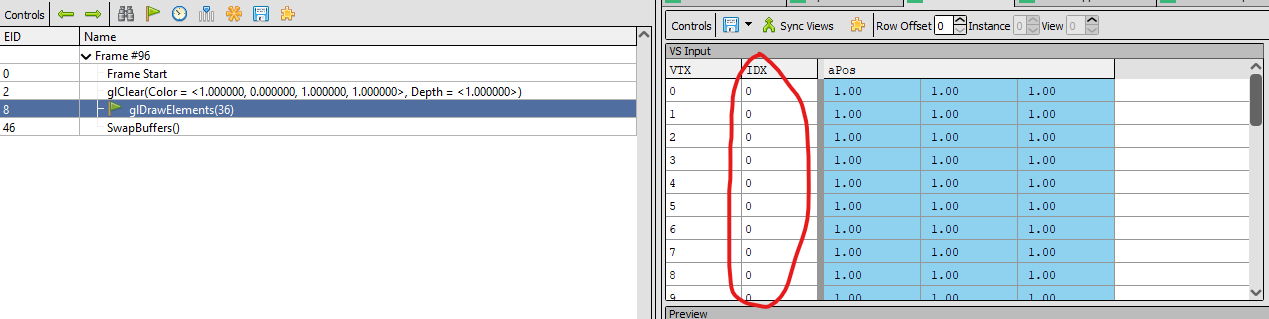 Controls
EID Name
Frame #96
0 Frame Start
2 glClear(Color = <1.000000, 0.000000, 1.000000, 1.000000>, Depth = <1.000000>)
8 glDrawElements(36)
46 SwapBuffers()
Controls Sync Views Row Offset 0 Instance 0 View 0
VS Input
VTX IDX aPos
0 0 1.00 1.00 1.00
1 0 1.00 1.00 1.00
2 0 1.00 1.00 1.00
3 0 1.00 1.00 1.00
4 0 1.00 1.00 1.00
5 0 1.00 1.00 1.00
6 0 1.00 1.00 1.00
7 0 1.00 1.00 1.00
8 0 1.00 1.00 1.00
9 0 1.00 1.00 1.00
Preview